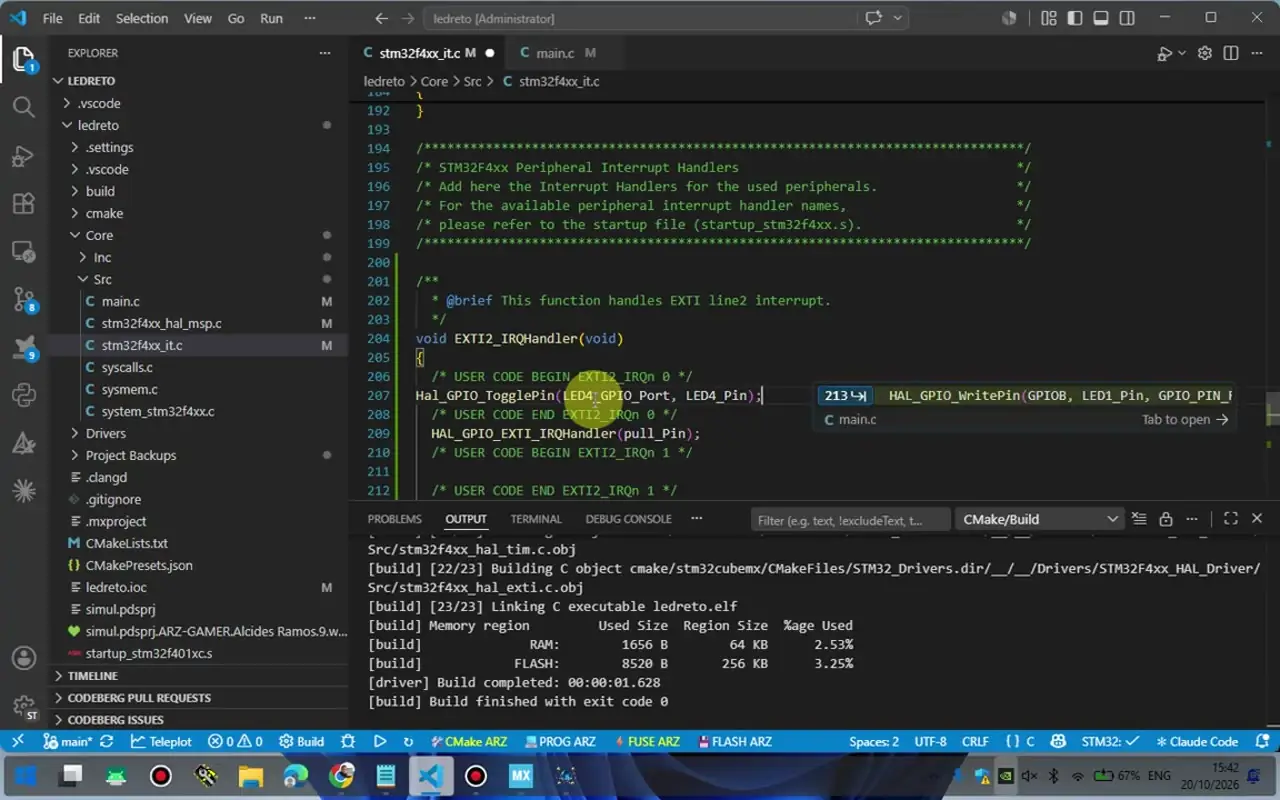 File Edit Selection View Go Run ··· ledreto [Administrator]
EXPLORER ···
LEDRETO
.vscode
ledreto
.settings
.vscode
build
cmake
Core
Inc
Src
main.c M
stm32f4xx_hal_msp.c M
stm32f4xx_it.c M
syscalls.c
sysmem.c
system_stm32f4xx.c
Drivers
Project Backups
.clangd
.gitignore
.mxproject
CMakeLists.txt
CMakePresets.json
ledreto.ioc M
simul.pdsprj
simul.pdsprj.ARZ-GAMER.Alcides Ramos.9.w...
startup_stm32f401xc.s
TIMELINE
CODEBERG PULL REQUESTS
CODEBERG ISSUES
1
8
9
ST
stm32f4xx_it.c M main.c M
ledreto > Core > Src > C stm32f4xx_it.c
192 }
193
194 /******************************************************************************/
195 /* STM32F4xx Peripheral Interrupt Handlers */
196 /* Add here the Interrupt Handlers for the used peripherals. */
197 /* For the available peripheral interrupt handler names, */
198 /* please refer to the startup file (startup_stm32f4xx.s). */
199 /******************************************************************************/
200
201 /**
202 * @brief This function handles EXTI line2 interrupt.
203 */
204 void EXTI2_IRQHandler(void)
205 {
206 /* USER CODE BEGIN EXTI2_IRQn 0 */
207 Hal_GPIO_TogglePin(LED4_GPIO_Port, LED4_Pin);
208 /* USER CODE END EXTI2_IRQn 0 */
209 HAL_GPIO_EXTI_IRQHandler(pull_Pin);
210 /* USER CODE BEGIN EXTI2_IRQn 1 */
211
212 /* USER CODE END EXTI2_IRQn 1 */
213 HAL_GPIO_WritePin(GPIOB, LED1_Pin, GPIO_PIN_
main.c Tab to open →
PROBLEMS OUTPUT TERMINAL DEBUG CONSOLE ··· Filter (e.g. text, !excludeText, t... CMake/Build
Src/stm32f4xx_hal_tim.c.obj
[build] [22/23] Building C object cmake/stm32cubemx/CMakeFiles/STM32_Drivers.dir/__/__/Drivers/STM32F4xx_HAL_Driver/
Src/stm32f4xx_hal_exti.c.obj
[build] [23/23] Linking C executable ledreto.elf
[build] Memory region Used Size Region Size %age Used
[build] RAM: 1656 B 64 KB 2.53%
[build] FLASH: 8520 B 256 KB 3.25%
[driver] Build completed: 00:00:01.628
[build] Build finished with exit code 0
main* Teleplot 0 0 Build CMake ARZ PROG ARZ FUSE ARZ FLASH ARZ Spaces: 2 UTF-8 CRLF {} C STM32: Claude Code
MX 67% ENG 15:42
20/10/2026